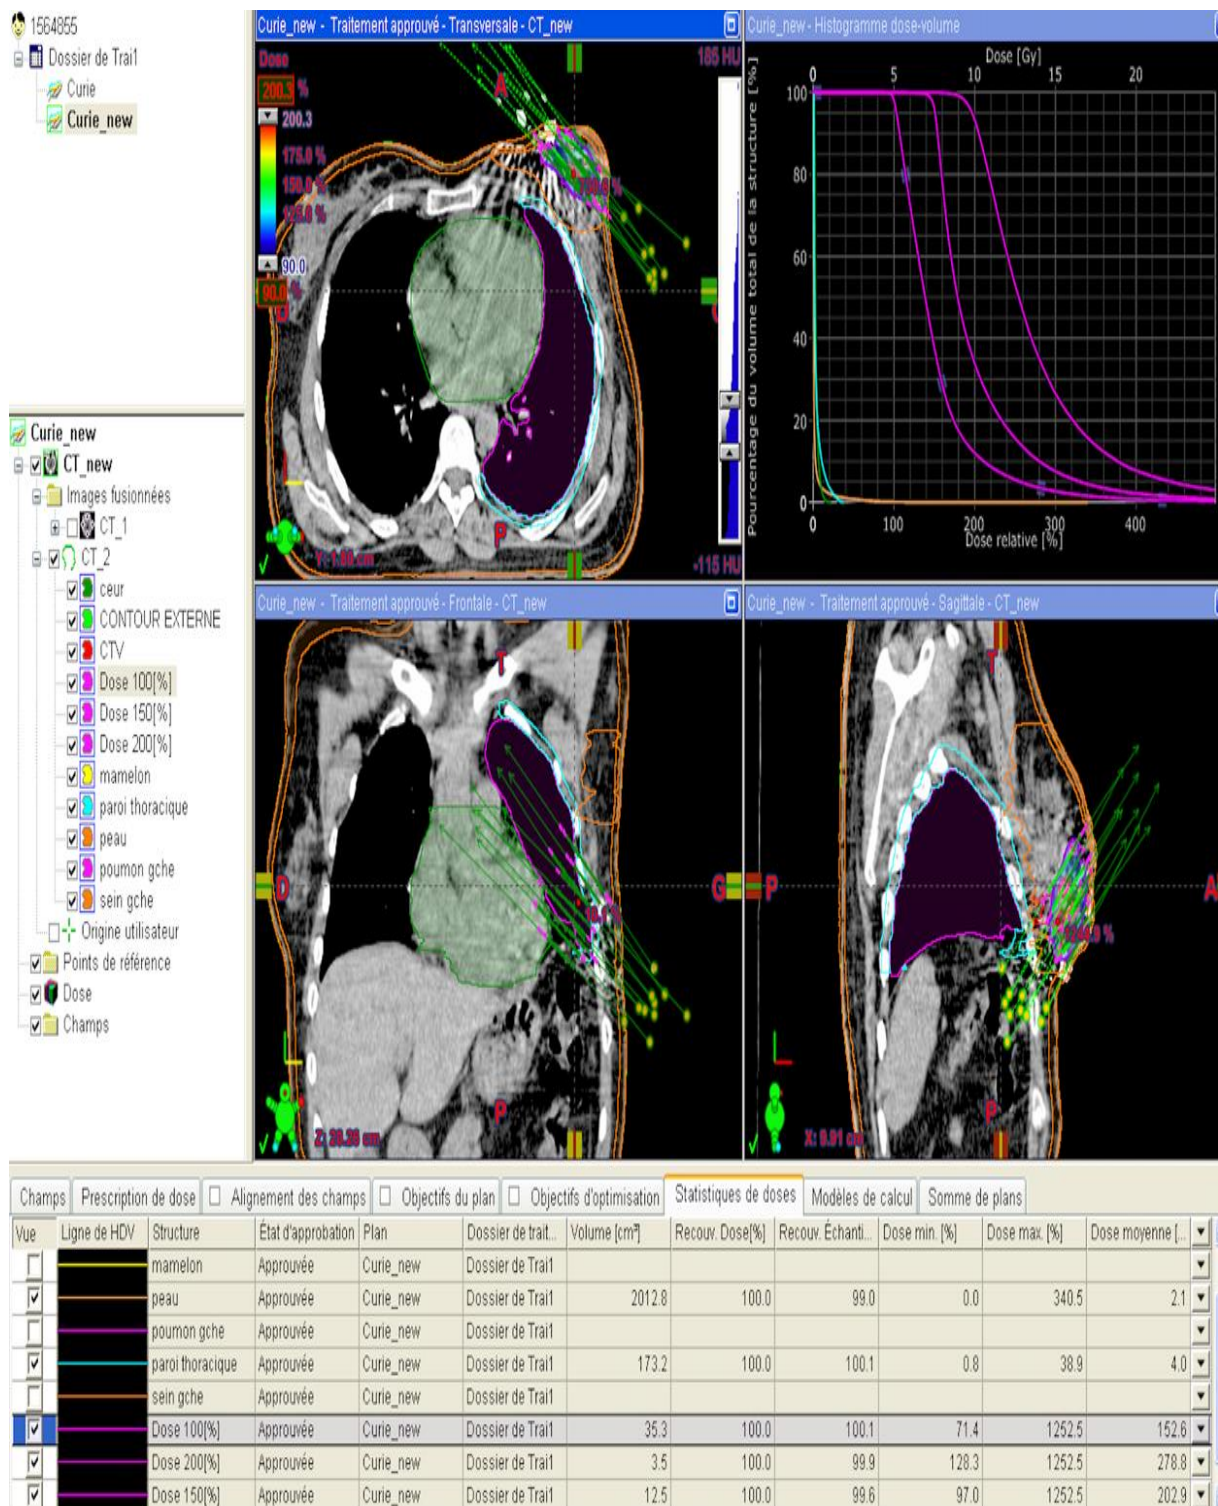 1564855
Dossier de Trai1
Curie
Curie_new
Curie_new - Traitement approuvé - Transversale - CT_new
Dose
200.3 %
200.3
175.0 %
150.0 %
125.0 %
90.0
90.0 %
A
185 HU
-115 HU
P
Curie_new - Histogramme dose-volume
Dose [Gy]
0 5 10 15 20
Pourcentage du volume total de la structure [%]
100
80
60
40
20
0
0 100 200 300 400
Dose relative [%]
Curie_new
CT_new
Images fusionnées
CT_1
CT_2
ceur
CONTOUR EXTERNE
CTV
Dose 100[%]
Dose 150[%]
Dose 200[%]
mamelon
paroi thoracique
peau
poumon gche
sein gche
Origine utilisateur
Points de référence
Dose
Champs
Curie_new - Traitement approuvé - Frontale - CT_new
T
D
G
P
Z: 39.39 cm
Curie_new - Traitement approuvé - Sagittale - CT_new
T
P
A
P
X: 9.91 cm
Champs Prescription de dose Alignement des champs Objectifs du plan Objectifs d'optimisation Statistiques de doses Modèles de calcul Somme de plans
Vue Ligne de HDV Structure État d'approbation Plan Dossier de trait... Volume [cm³] Recouv. Dose[%] Recouv. Échanti... Dose min. [%] Dose max. [%] Dose moyenne [...
mamelon Approuvée Curie_new Dossier de Trai1
peau Approuvée Curie_new Dossier de Trai1 2012.8 100.0 99.0 0.0 340.5 2.1
poumon gche Approuvée Curie_new Dossier de Trai1
paroi thoracique Approuvée Curie_new Dossier de Trai1 173.2 100.0 100.1 0.8 38.9 4.0
sein gche Approuvée Curie_new Dossier de Trai1
Dose 100[%] Approuvée Curie_new Dossier de Trai1 35.3 100.0 100.1 71.4 1252.5 152.6
Dose 200[%] Approuvée Curie_new Dossier de Trai1 3.5 100.0 99.9 128.3 1252.5 278.8
Dose 150[%] Approuvée Curie_new Dossier de Trai1 12.5 100.0 99.6 97.0 1252.5 202.9